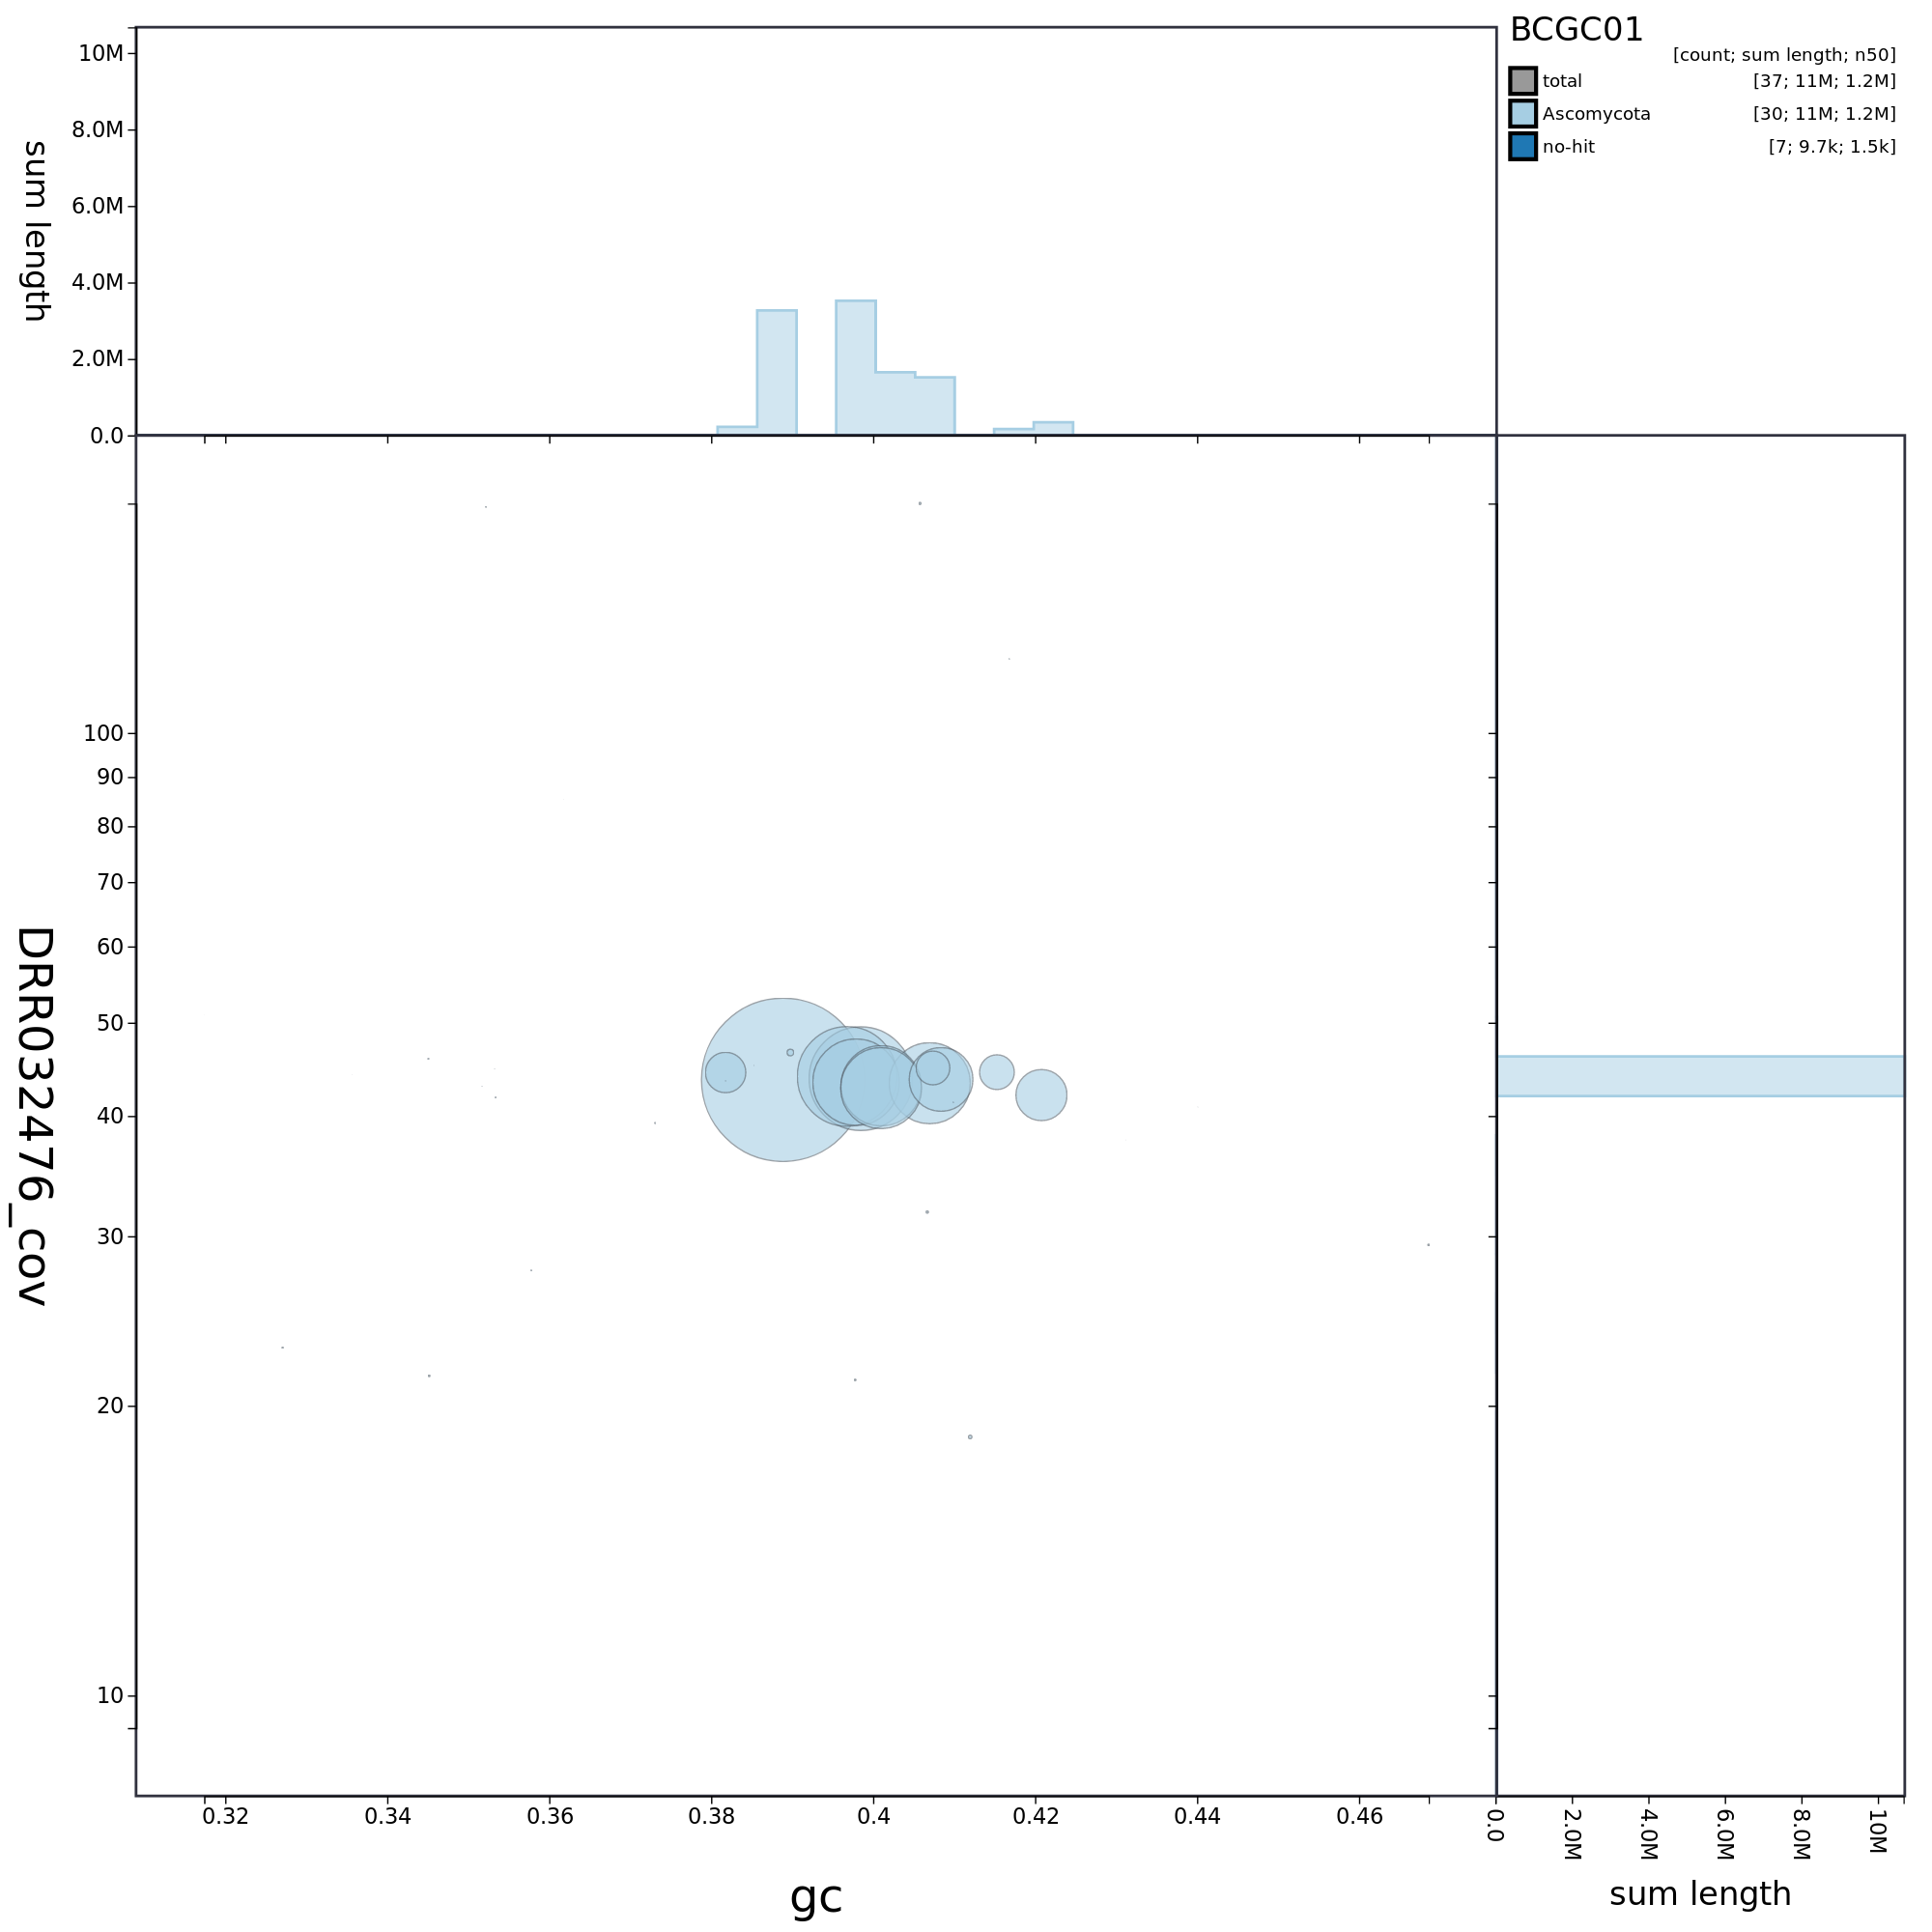 BCGC01
[count; sum length; n50]
total [37; 11M; 1.2M]
Ascomycota [30; 11M; 1.2M]
no-hit [7; 9.7k; 1.5k]
sum length
10M
8.0M
6.0M
4.0M
2.0M
0.0
DRR032476_cov
100
90
80
70
60
50
40
30
20
10
0.32 0.34 0.36 0.38 0.4 0.42 0.44 0.46
gc
0.0 2.0M 4.0M 6.0M 8.0M 10M
sum length